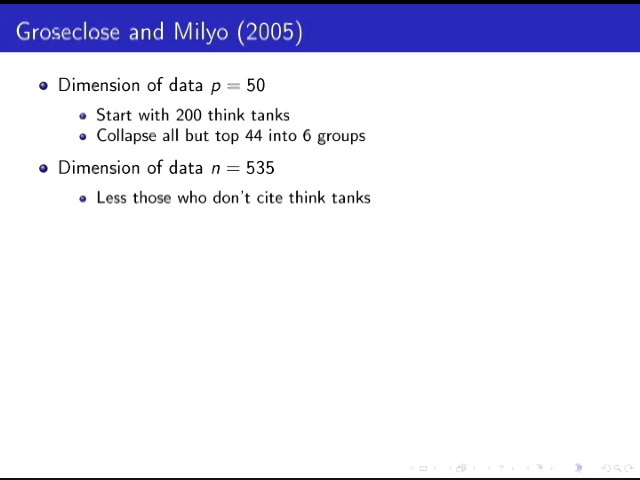 Groseclose and Milyo (2005)
Dimension of data p = 50
Start with 200 think tanks
Collapse all but top 44 into 6 groups
Dimension of data n = 535
Less those who don't cite think tanks